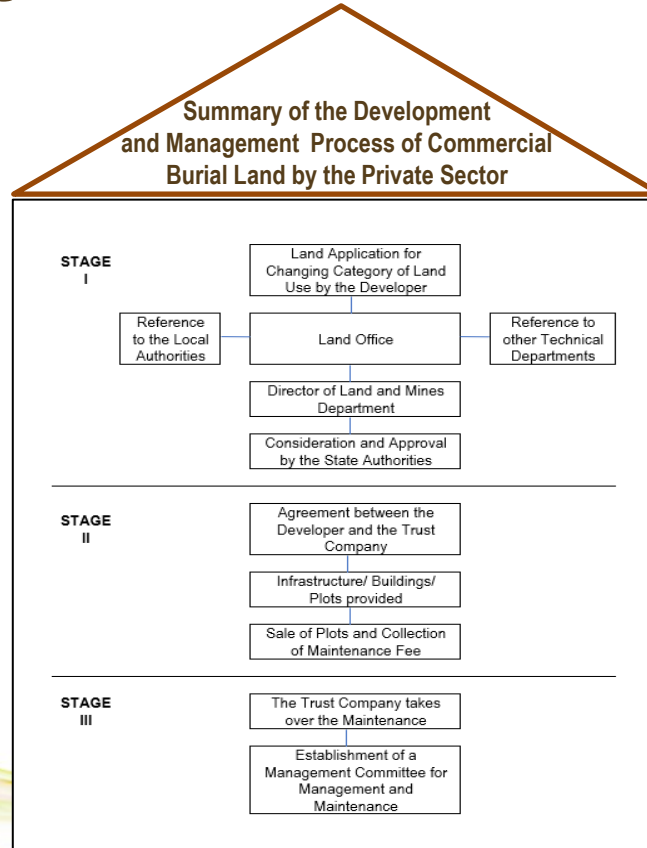 Summary of the Development
and Management Process of Commercial
Burial Land by the Private Sector
STAGE
I
Land Application for
Changing Category of Land
Use by the Developer
Reference
to the Local
Authorities
Land Office
Reference to
other Technical
Departments
Director of Land and Mines
Department
Consideration and Approval
by the State Authorities
STAGE
II
Agreement between the
Developer and the Trust
Company
Infrastructure/ Buildings/
Plots provided
Sale of Plots and Collection
of Maintenance Fee
STAGE
III
The Trust Company takes
over the Maintenance
Establishment of a
Management Committee for
Management and
Maintenance